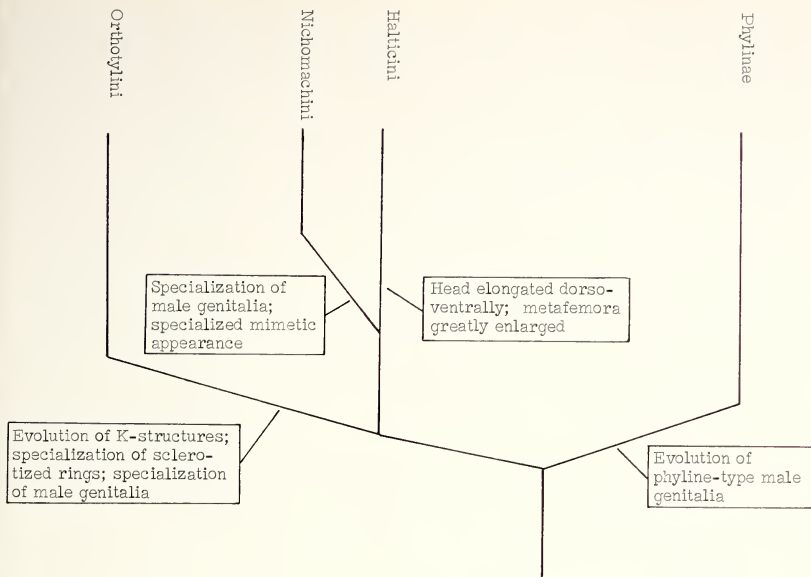 Orthotylini
Nichomachini
Halticini
Phylinae
Specialization of
male genitalia;
specialized mimetic
appearance
Head elongated dorso-
ventrally; metafemora
greatly enlarged
Evolution of K-structures;
specialization of sclero-
tized rings; specialization
of male genitalia
Evolution of
phyline-type male
genitalia